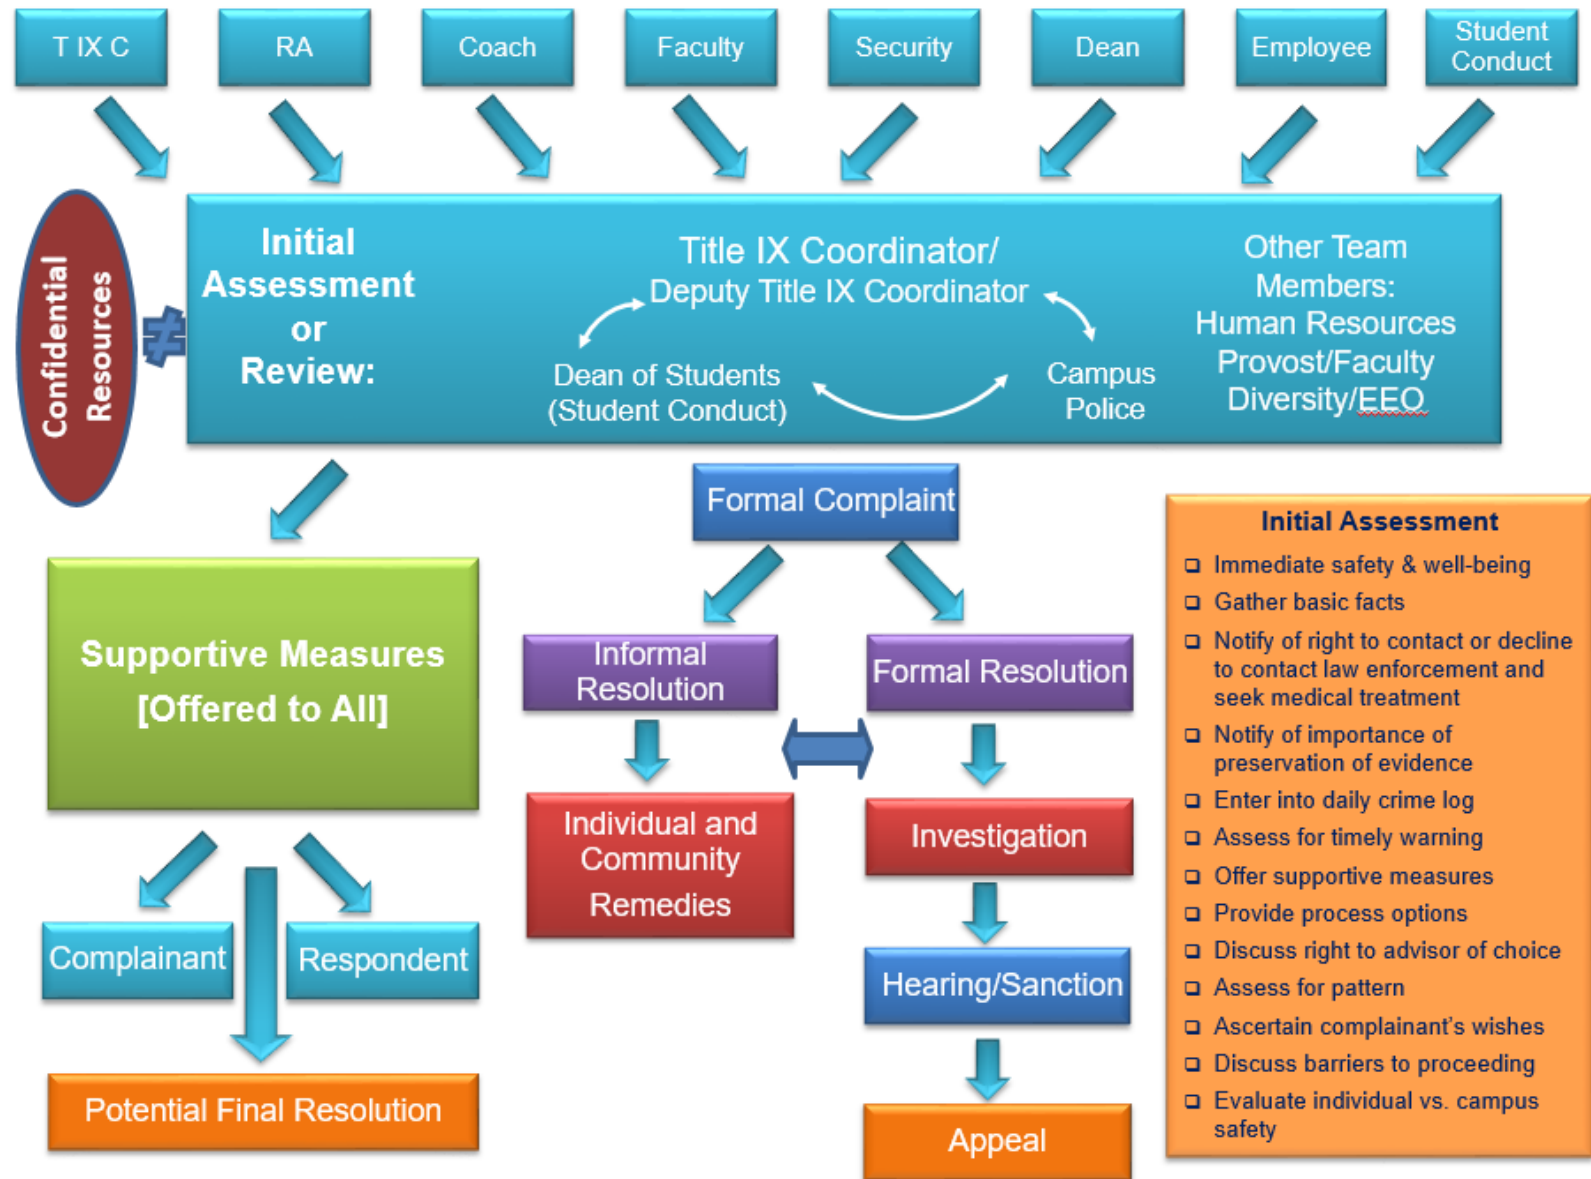 T IX C
RA
Coach
Faculty
Security
Dean
Employee
Student
Conduct
Confidential
Resources
≠
Initial
Assessment
or
Review:
Title IX Coordinator/
Deputy Title IX Coordinator
Dean of Students
(Student Conduct)
Campus
Police
Other Team
Members:
Human Resources
Provost/Faculty
Diversity/EEO
Formal Complaint
Supportive Measures
[Offered to All]
Informal
Resolution
Formal Resolution
Individual and
Community
Remedies
Investigation
Complainant
Respondent
Hearing/Sanction
Potential Final Resolution
Appeal
Initial Assessment
Immediate safety & well-being
Gather basic facts
Notify of right to contact or decline
to contact law enforcement and
seek medical treatment
Notify of importance of
preservation of evidence
Enter into daily crime log
Assess for timely warning
Offer supportive measures
Provide process options
Discuss right to advisor of choice
Assess for pattern
Ascertain complainant’s wishes
Discuss barriers to proceeding
Evaluate individual vs. campus
safety